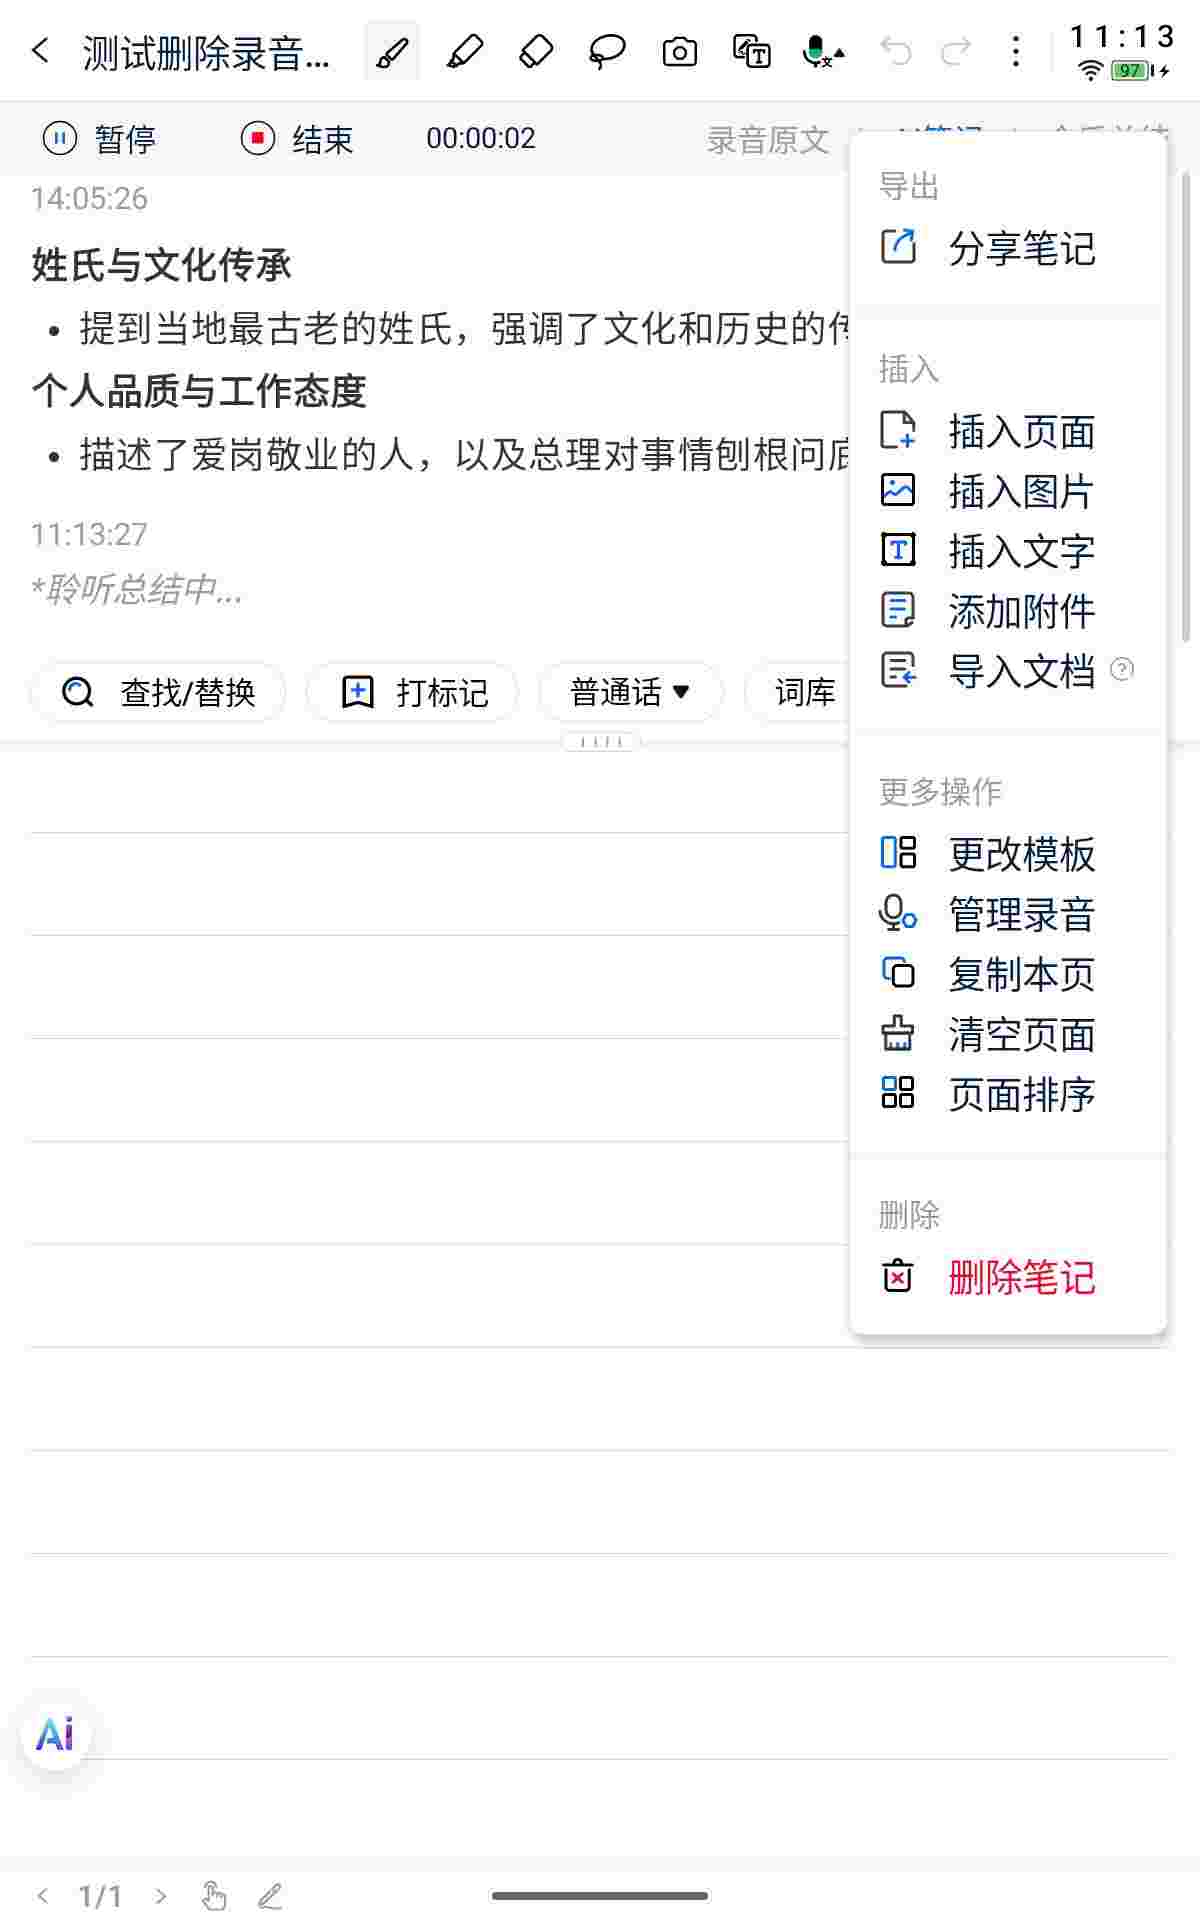 测试删除录音...
11:13
97
暂停
结束
00:00:02
录音原文
14:05:26
姓氏与文化传承
• 提到当地最古老的姓氏，强调了文化和历史的
个人品质与工作态度
• 描述了爱岗敬业的人，以及总理对事情刨根问
11:13:27
*聆听总结中...
查找/替换
打标记
普通话
词库
导出
分享笔记
插入
插入页面
插入图片
插入文字
添加附件
导入文档
更多操作
更改模板
管理录音
复制本页
清空页面
页面排序
删除
删除笔记
Ai
1/1